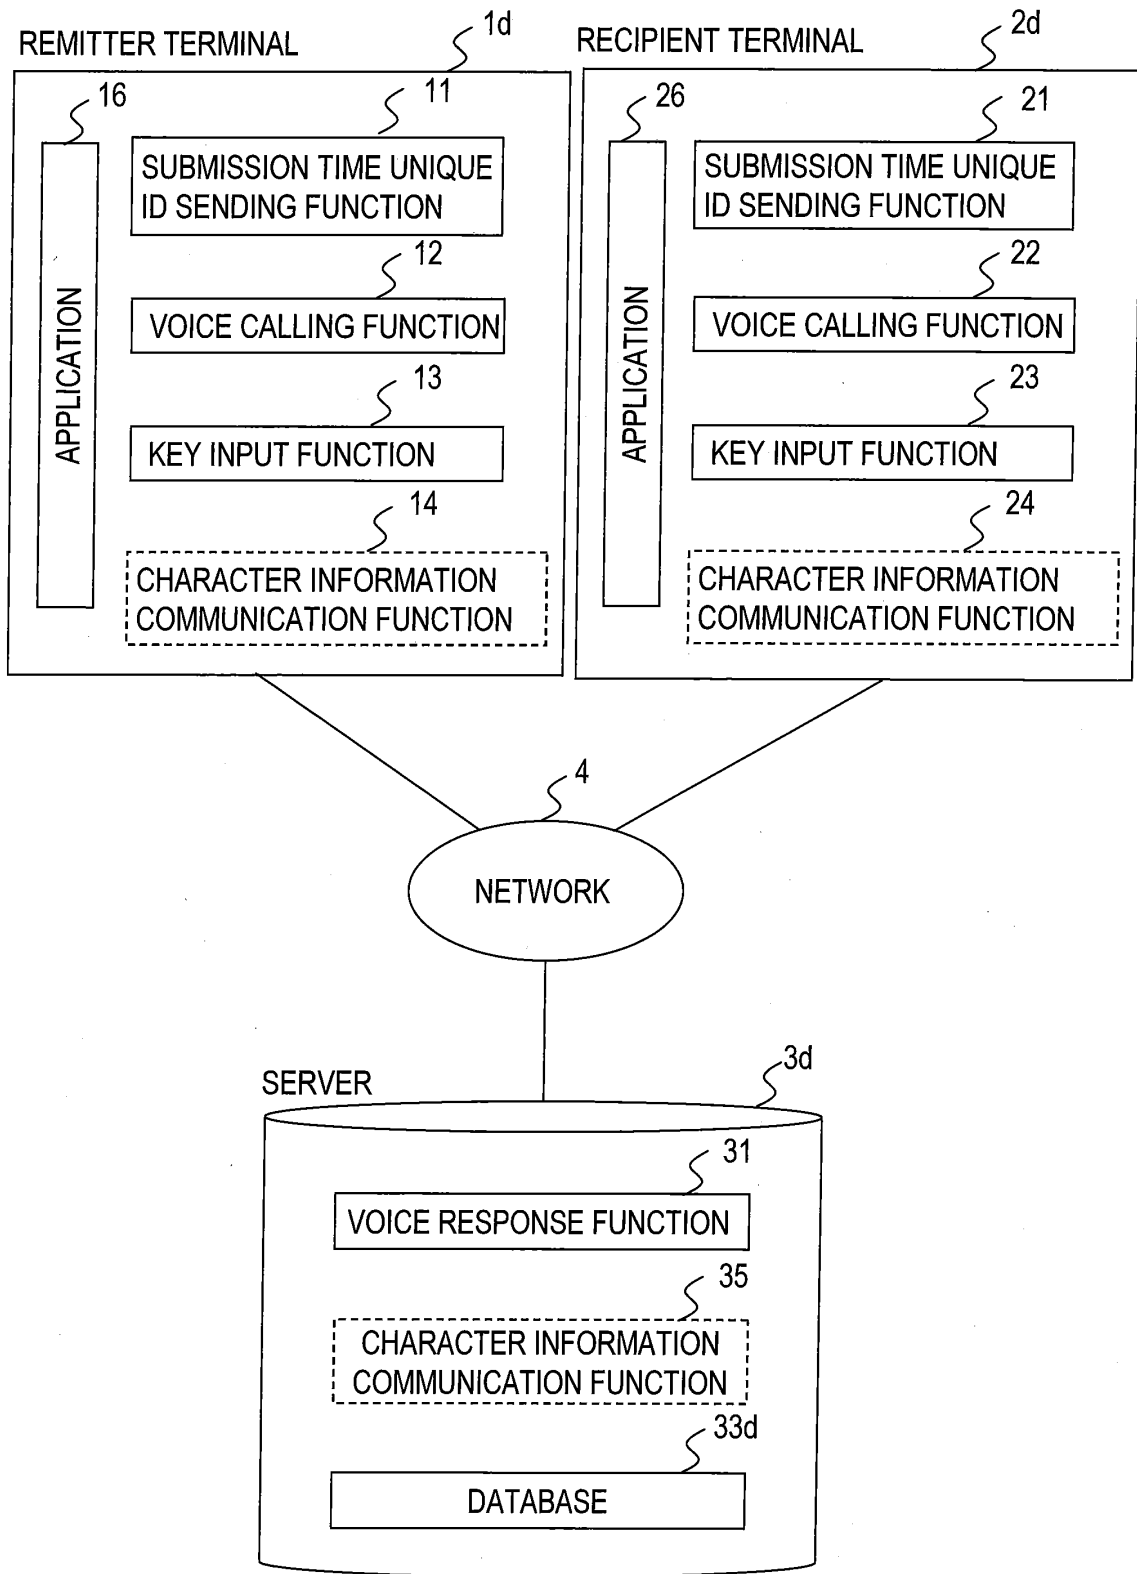 REMITTER TERMINAL
1d
16
11
APPLICATION
SUBMISSION TIME UNIQUE
ID SENDING FUNCTION
12
VOICE CALLING FUNCTION
13
KEY INPUT FUNCTION
14
CHARACTER INFORMATION
COMMUNICATION FUNCTION
RECIPIENT TERMINAL
2d
26
21
APPLICATION
SUBMISSION TIME UNIQUE
ID SENDING FUNCTION
22
VOICE CALLING FUNCTION
23
KEY INPUT FUNCTION
24
CHARACTER INFORMATION
COMMUNICATION FUNCTION
4
NETWORK
SERVER
3d
31
VOICE RESPONSE FUNCTION
35
CHARACTER INFORMATION
COMMUNICATION FUNCTION
33d
DATABASE